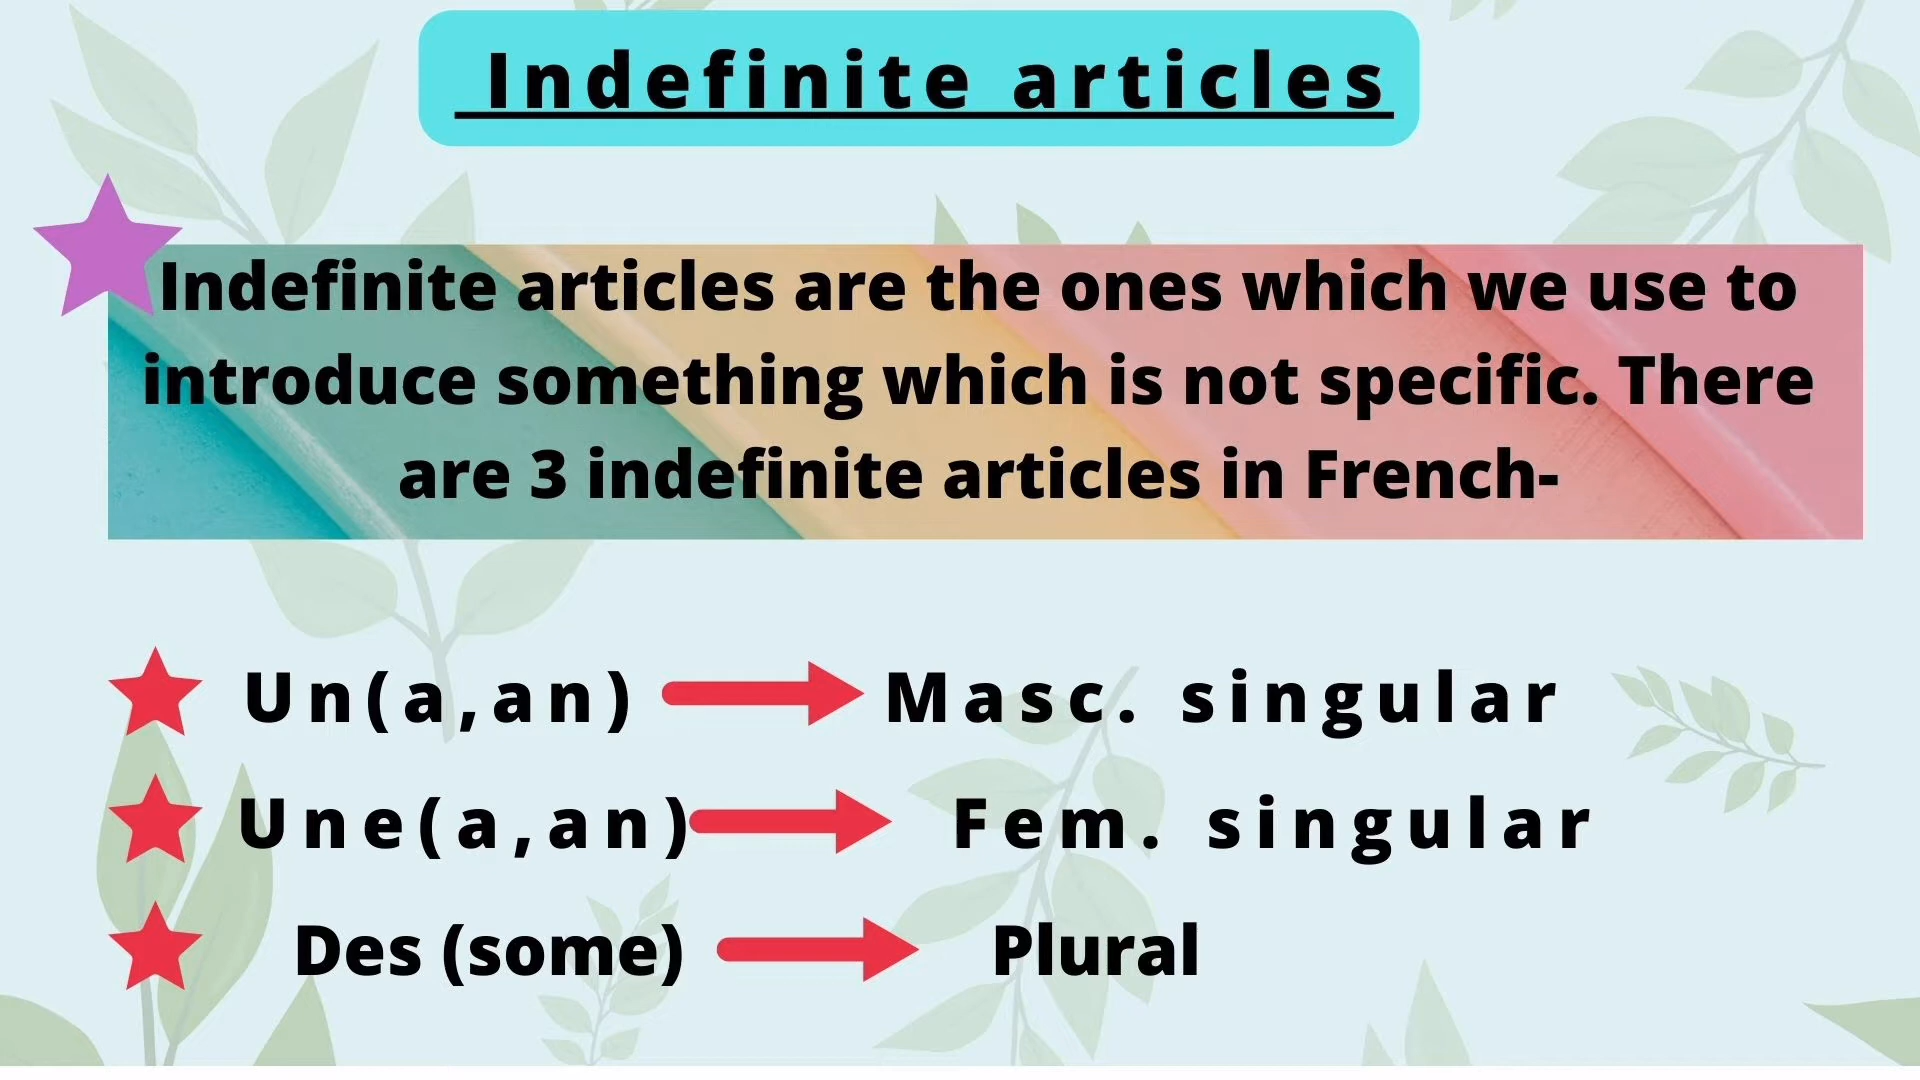 Indefinite articles
Indefinite articles are the ones which we use to
introduce something which is not specific. There
are 3 indefinite articles in French-
Un(a,an) Masc. singular
Une(a,an) Fem. singular
Des (some) Plural